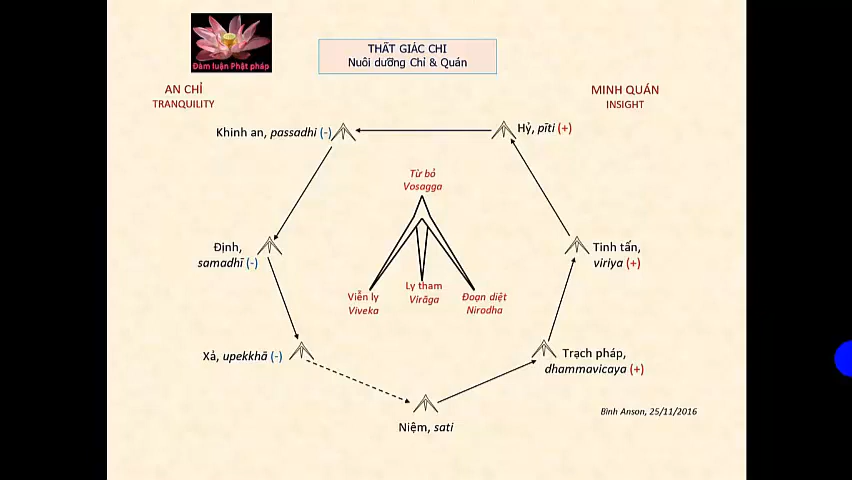 Đàm luận Phật pháp
THẤT GIÁC CHI
Nuôi dưỡng Chỉ & Quán
AN CHỈ
TRANQUILITY
MINH QUÁN
INSIGHT
Khinh an, passadhi (-)
Hỷ, pīti (+)
Từ bỏ
Vosagga
Định,
samadhī (-)
Tinh tấn,
viriya (+)
Viễn ly
Viveka
Ly tham
Virāga
Đoạn diệt
Nirodha
Xả, upekkhā (-)
Trạch pháp,
dhammavicaya (+)
Niệm, sati
Bình Anson, 25/11/2016